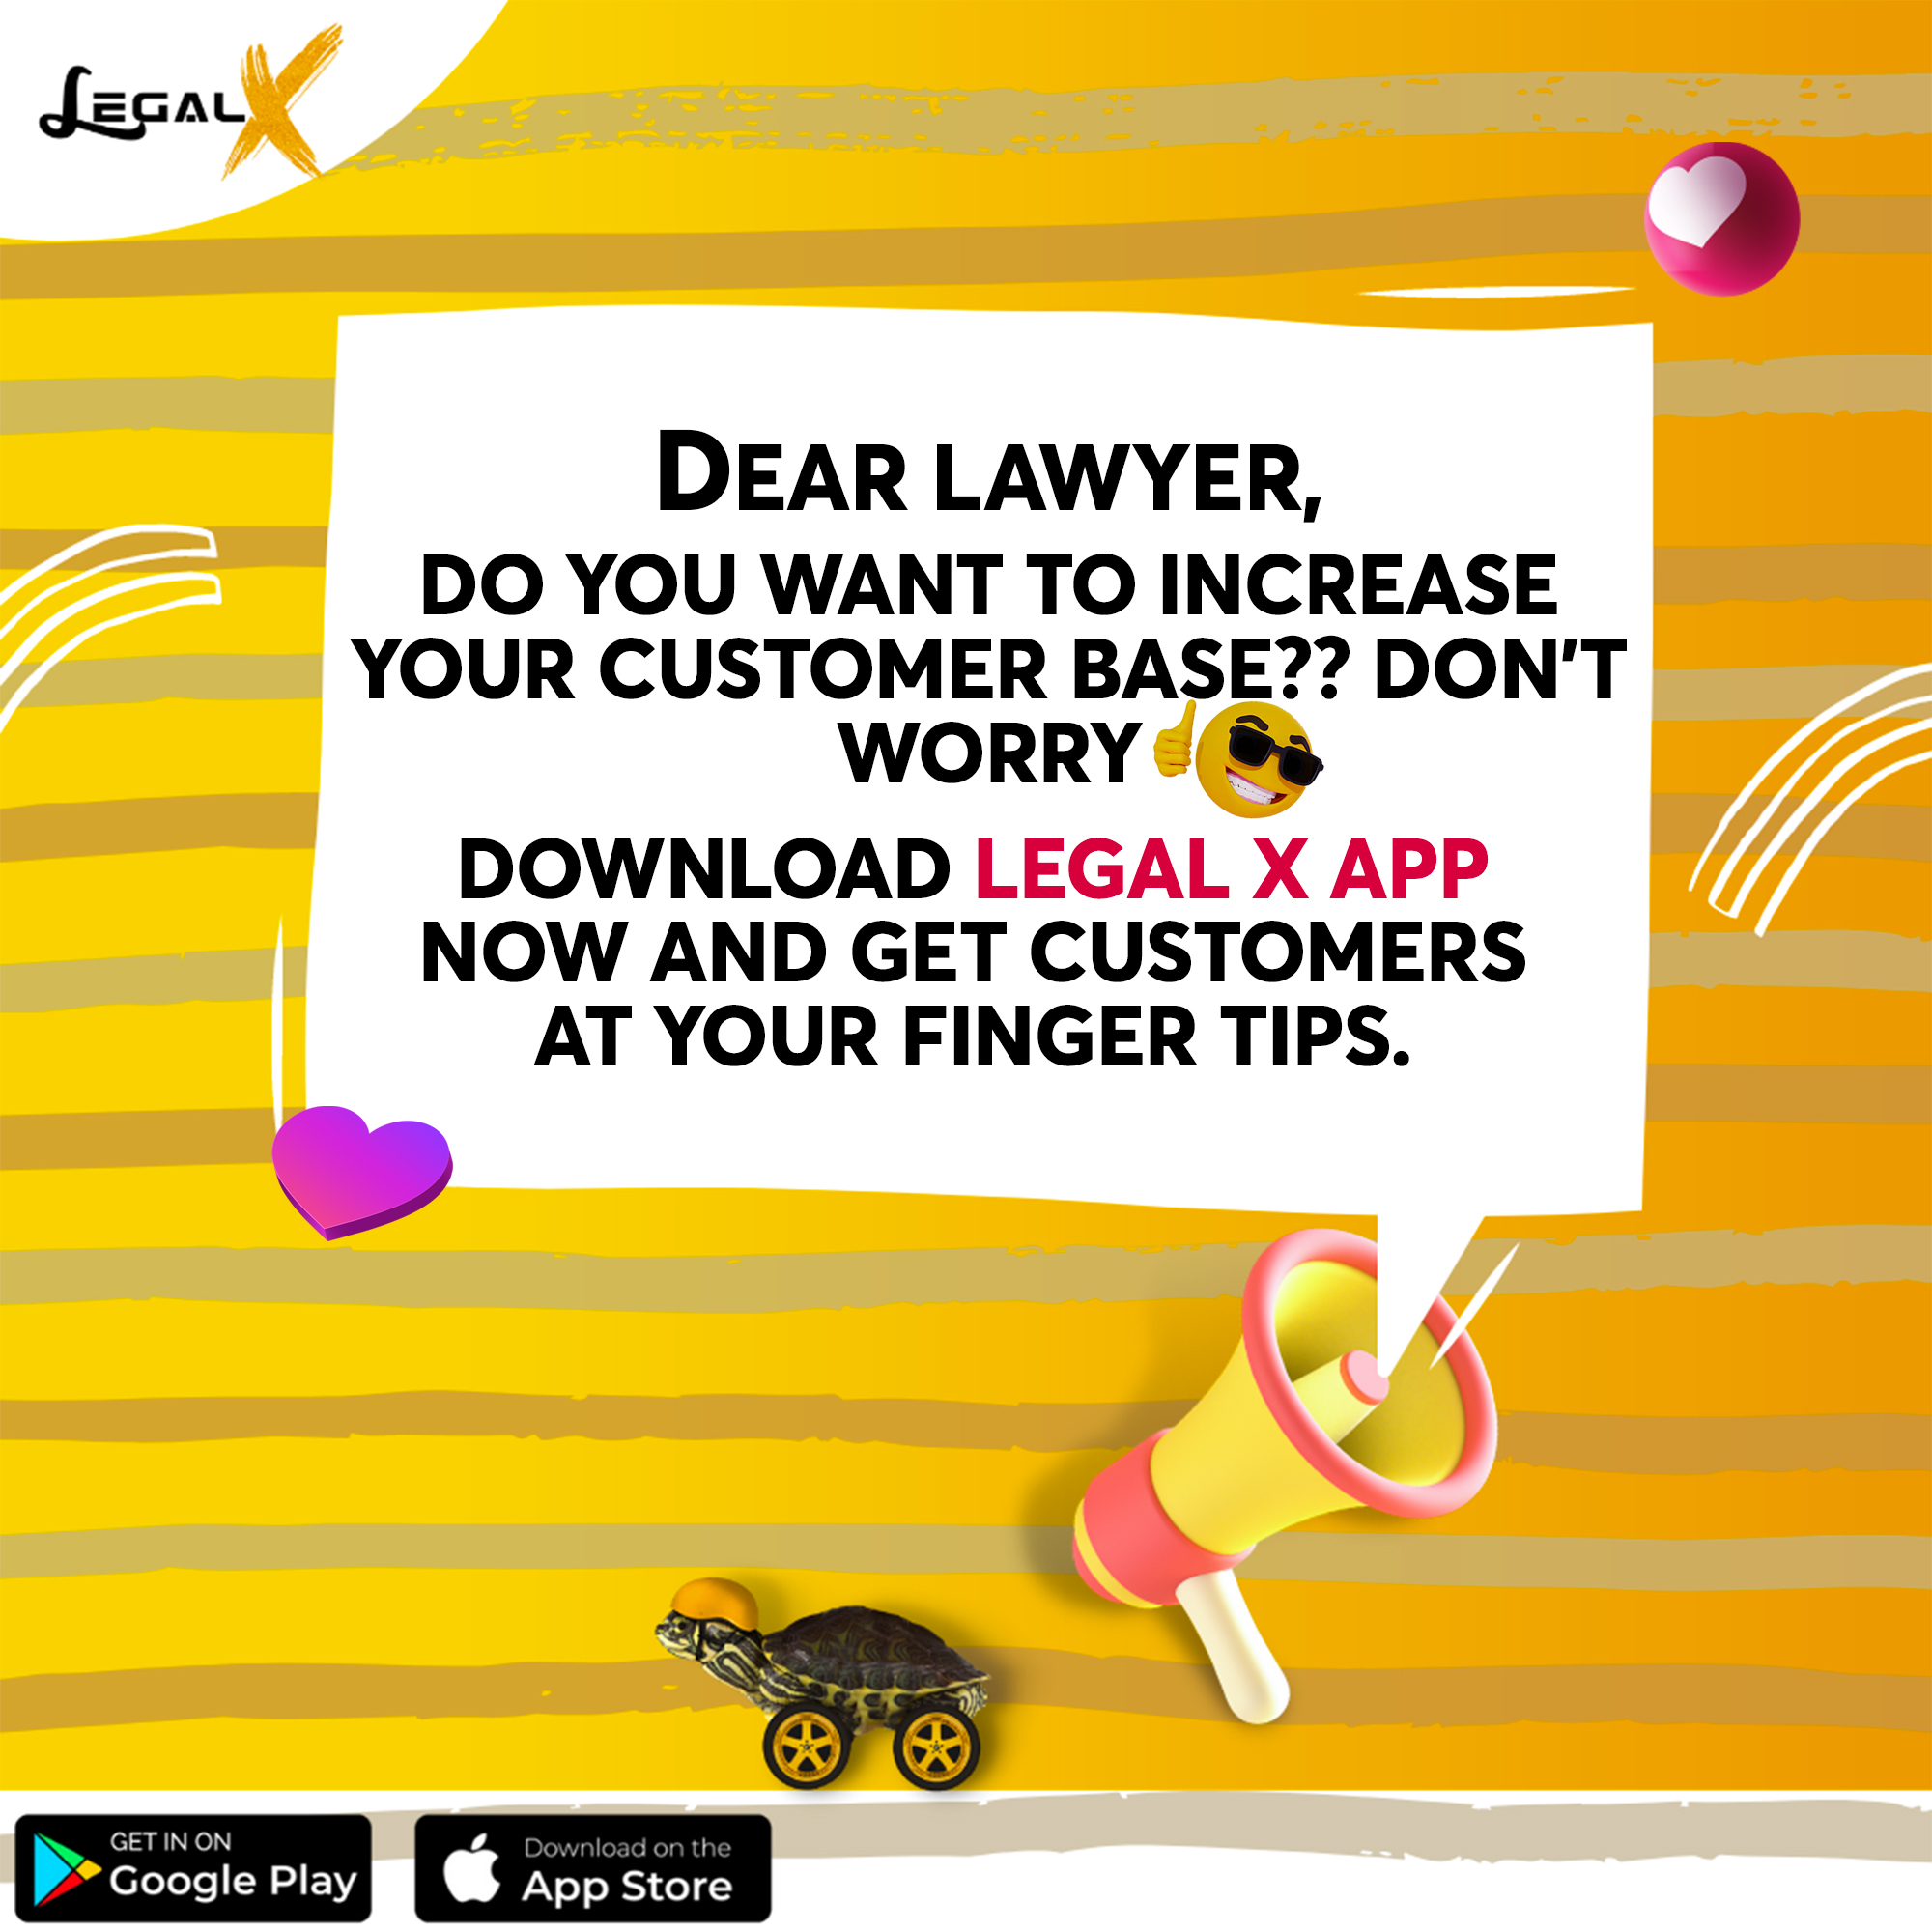 LEGALX
DEAR LAWYER,
DO YOU WANT TO INCREASE
YOUR CUSTOMER BASE?? DON'T
WORRY
DOWNLOAD LEGAL X APP
NOW AND GET CUSTOMERS
AT YOUR FINGER TIPS.
GET IN ON
Google Play
Download on the
App Store